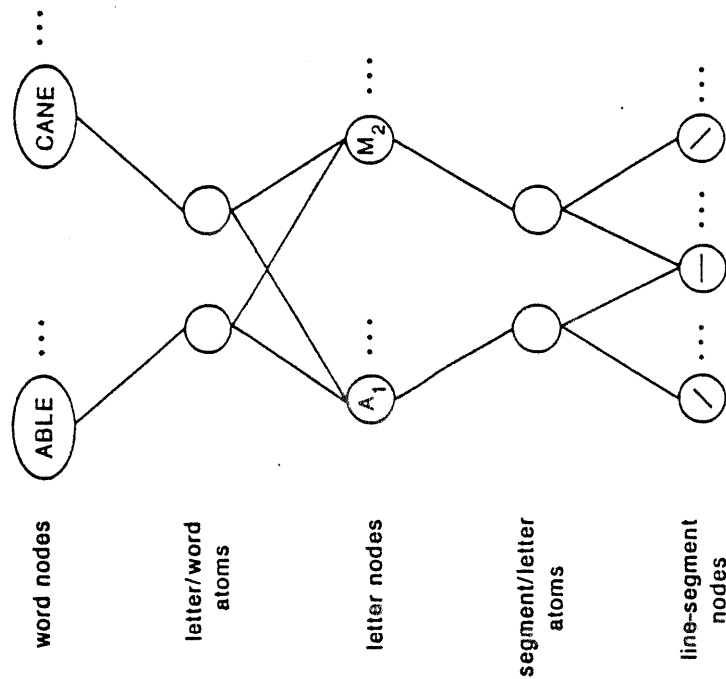 word nodes
ABLE ... CANE ...
letter/word
atoms
letter nodes
A₁ ... M₂ ...
segment/letter
atoms
line-segment
nodes
.... .... ....